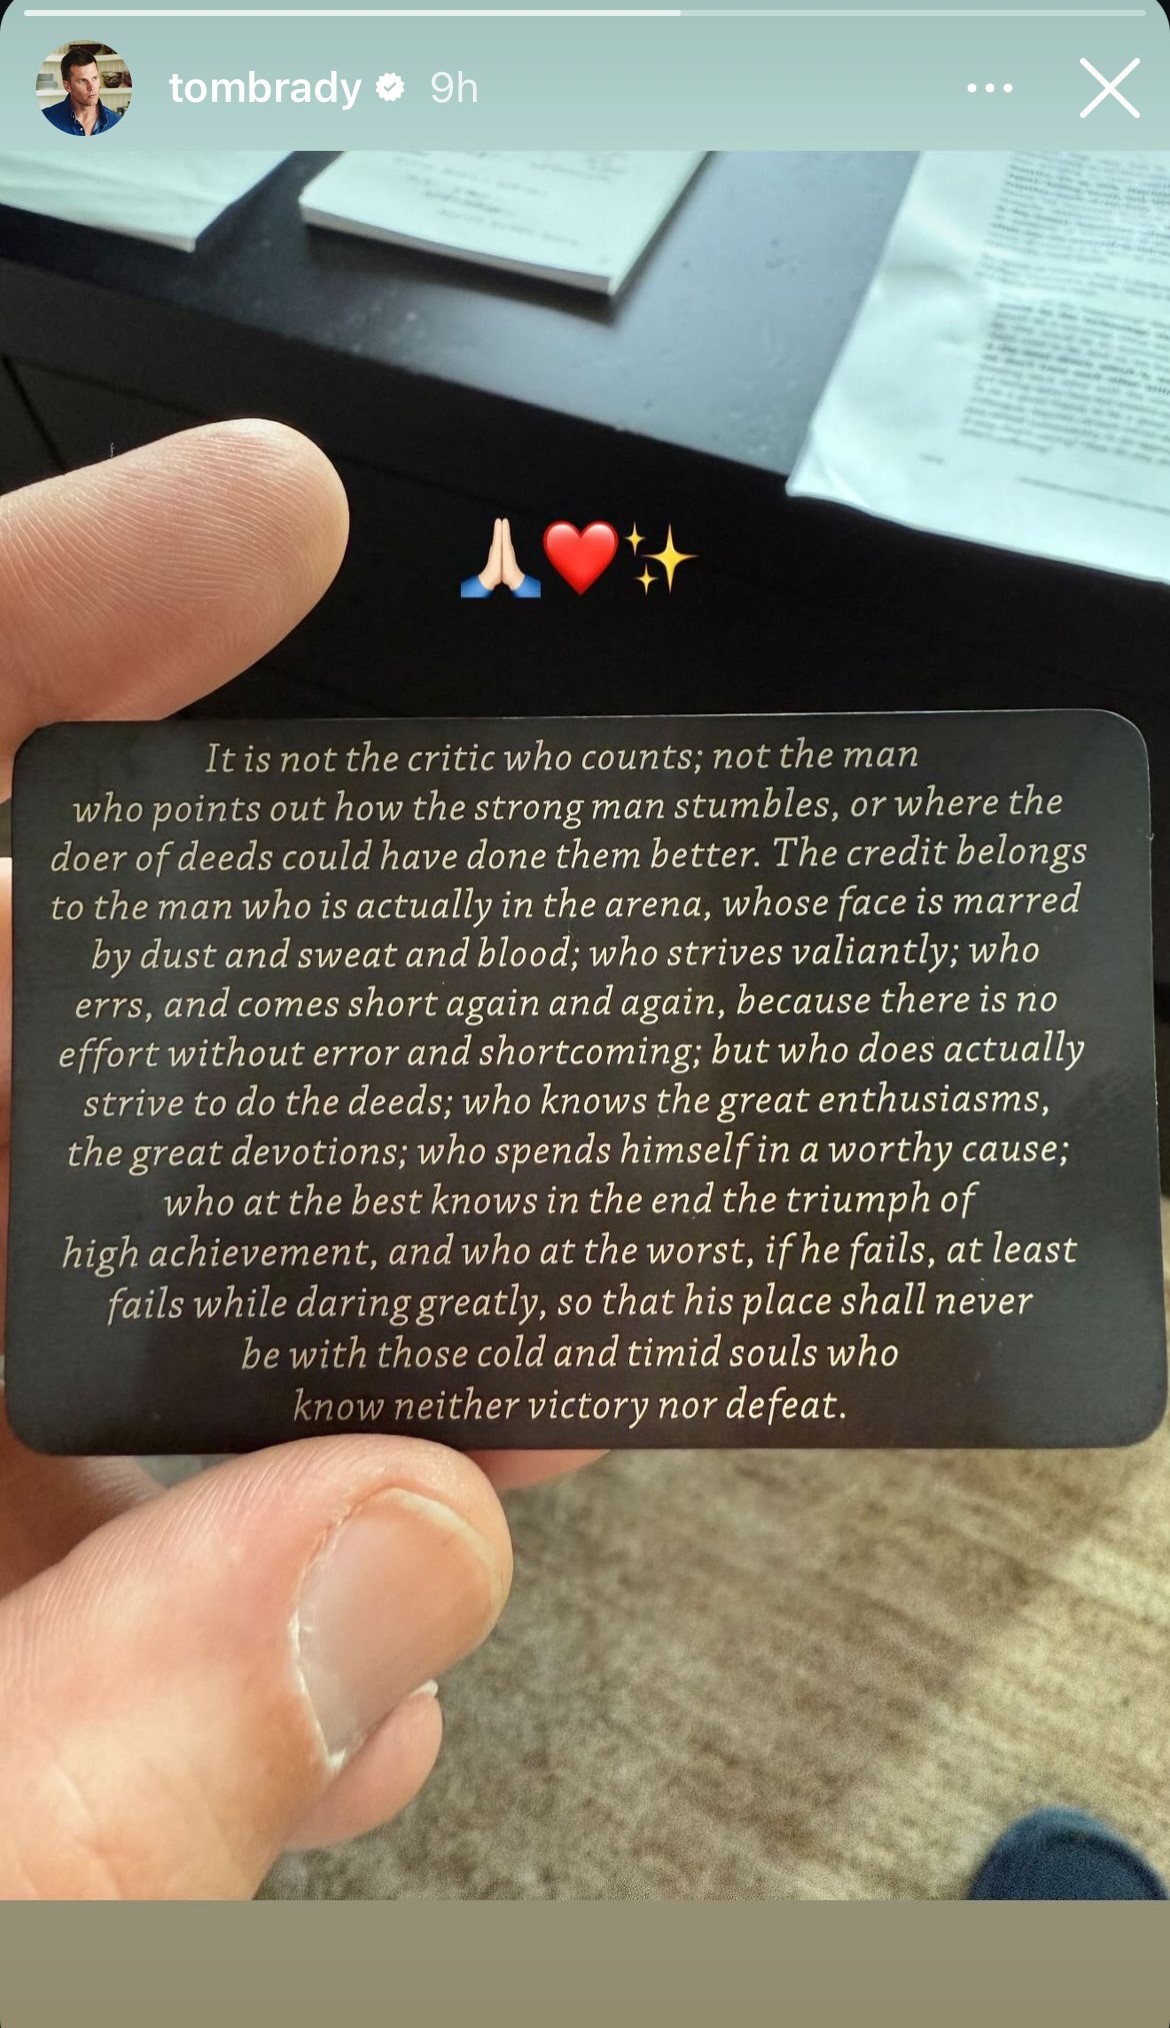 tombrady 9h
It is not the critic who counts; not the man
who points out how the strong man stumbles, or where the
doer of deeds could have done them better. The credit belongs
to the man who is actually in the arena, whose face is marred
by dust and sweat and blood; who strives valiantly; who
errs, and comes short again and again, because there is no
effort without error and shortcoming; but who does actually
strive to do the deeds; who knows the great enthusiasms,
the great devotions; who spends himself in a worthy cause;
who at the best knows in the end the triumph of
high achievement, and who at the worst, if he fails, at least
fails while daring greatly, so that his place shall never
be with those cold and timid souls who
know neither victory nor defeat.